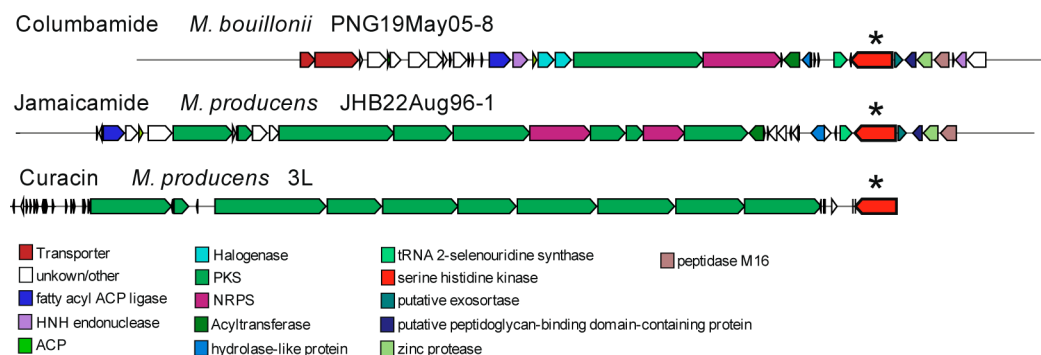 Columbamide M. bouillonii PNG19May05-8
*
Jamaicamide M. producens JHB22Aug96-1
*
Curacin M. producens 3L
*
Transporter
unkown/other
fatty acyl ACP ligase
HNH endonuclease
ACP
Halogenase
PKS
NRPS
Acyltransferase
hydrolase-like protein
tRNA 2-selenouridine synthase
serine histidine kinase
putative exosortase
putative peptidoglycan-binding domain-containing protein
zinc protease
peptidase M16